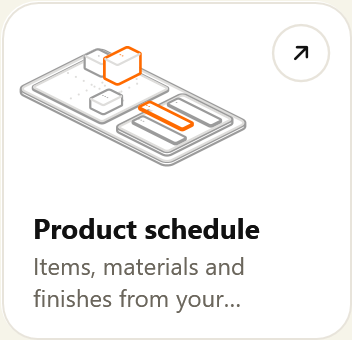 Product schedule
Items, materials and
finishes from your...